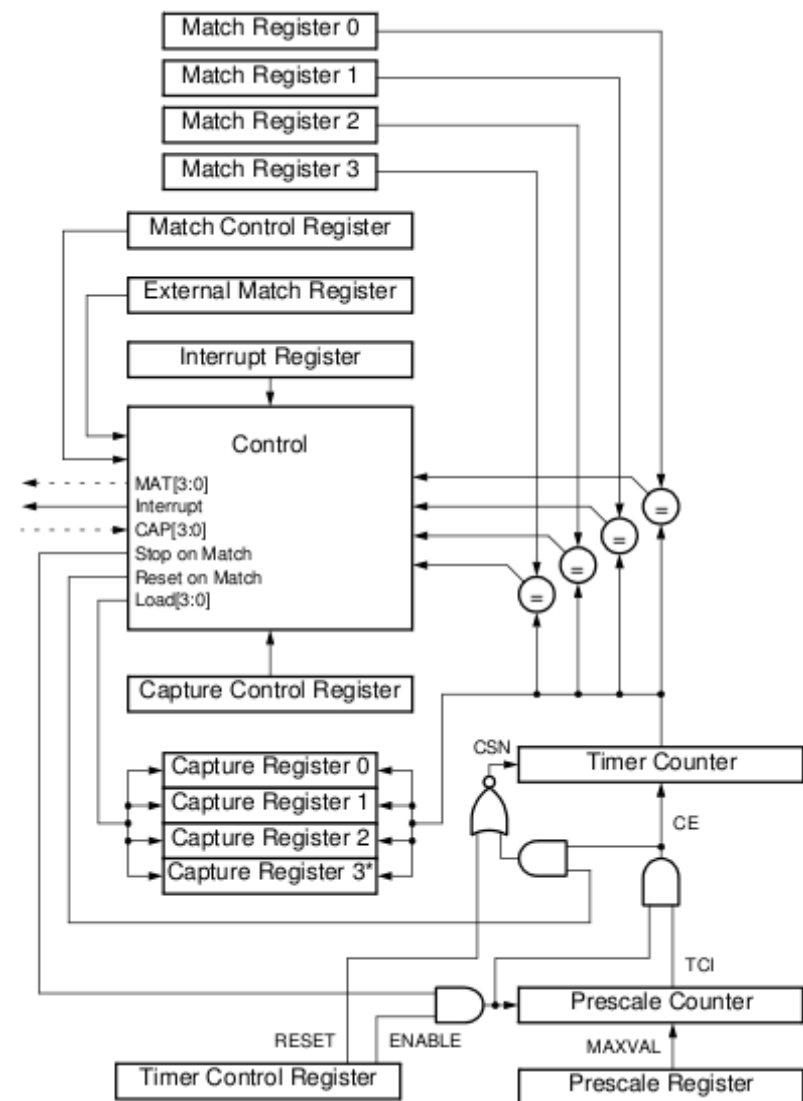 Match Register 0
Match Register 1
Match Register 2
Match Register 3
Match Control Register
External Match Register
Interrupt Register
Control
MAT[3:0]
Interrupt
CAP[3:0]
Stop on Match
Reset on Match
Load[3:0]
=
=
=
=
Capture Control Register
CSN
Capture Register 0
Capture Register 1
Capture Register 2
Capture Register 3*
Timer Counter
CE
TCI
Prescale Counter
RESET
ENABLE
MAXVAL
Timer Control Register
Prescale Register